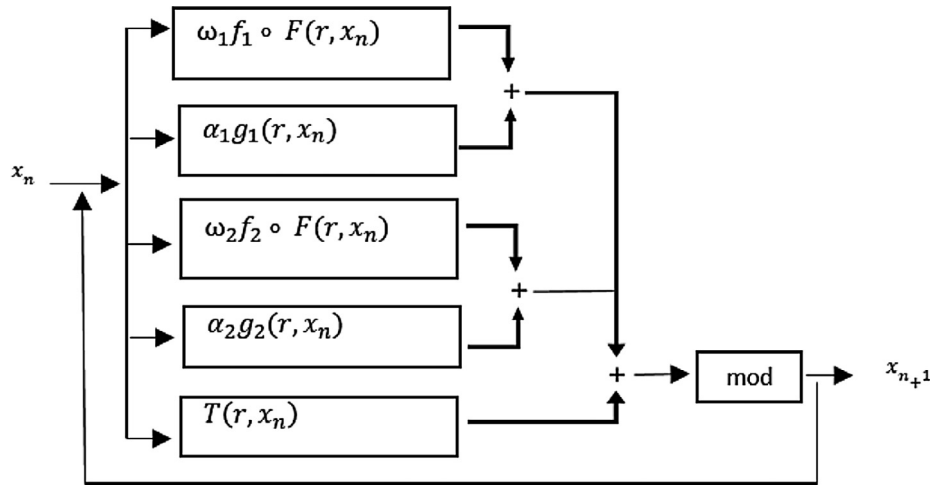 ω₁f₁ ∘ F(r, xₙ)
+
α₁g₁(r, xₙ)
xₙ
ω₂f₂ ∘ F(r, xₙ)
+
α₂g₂(r, xₙ)
+
mod
xₙ₊₁
T(r, xₙ)